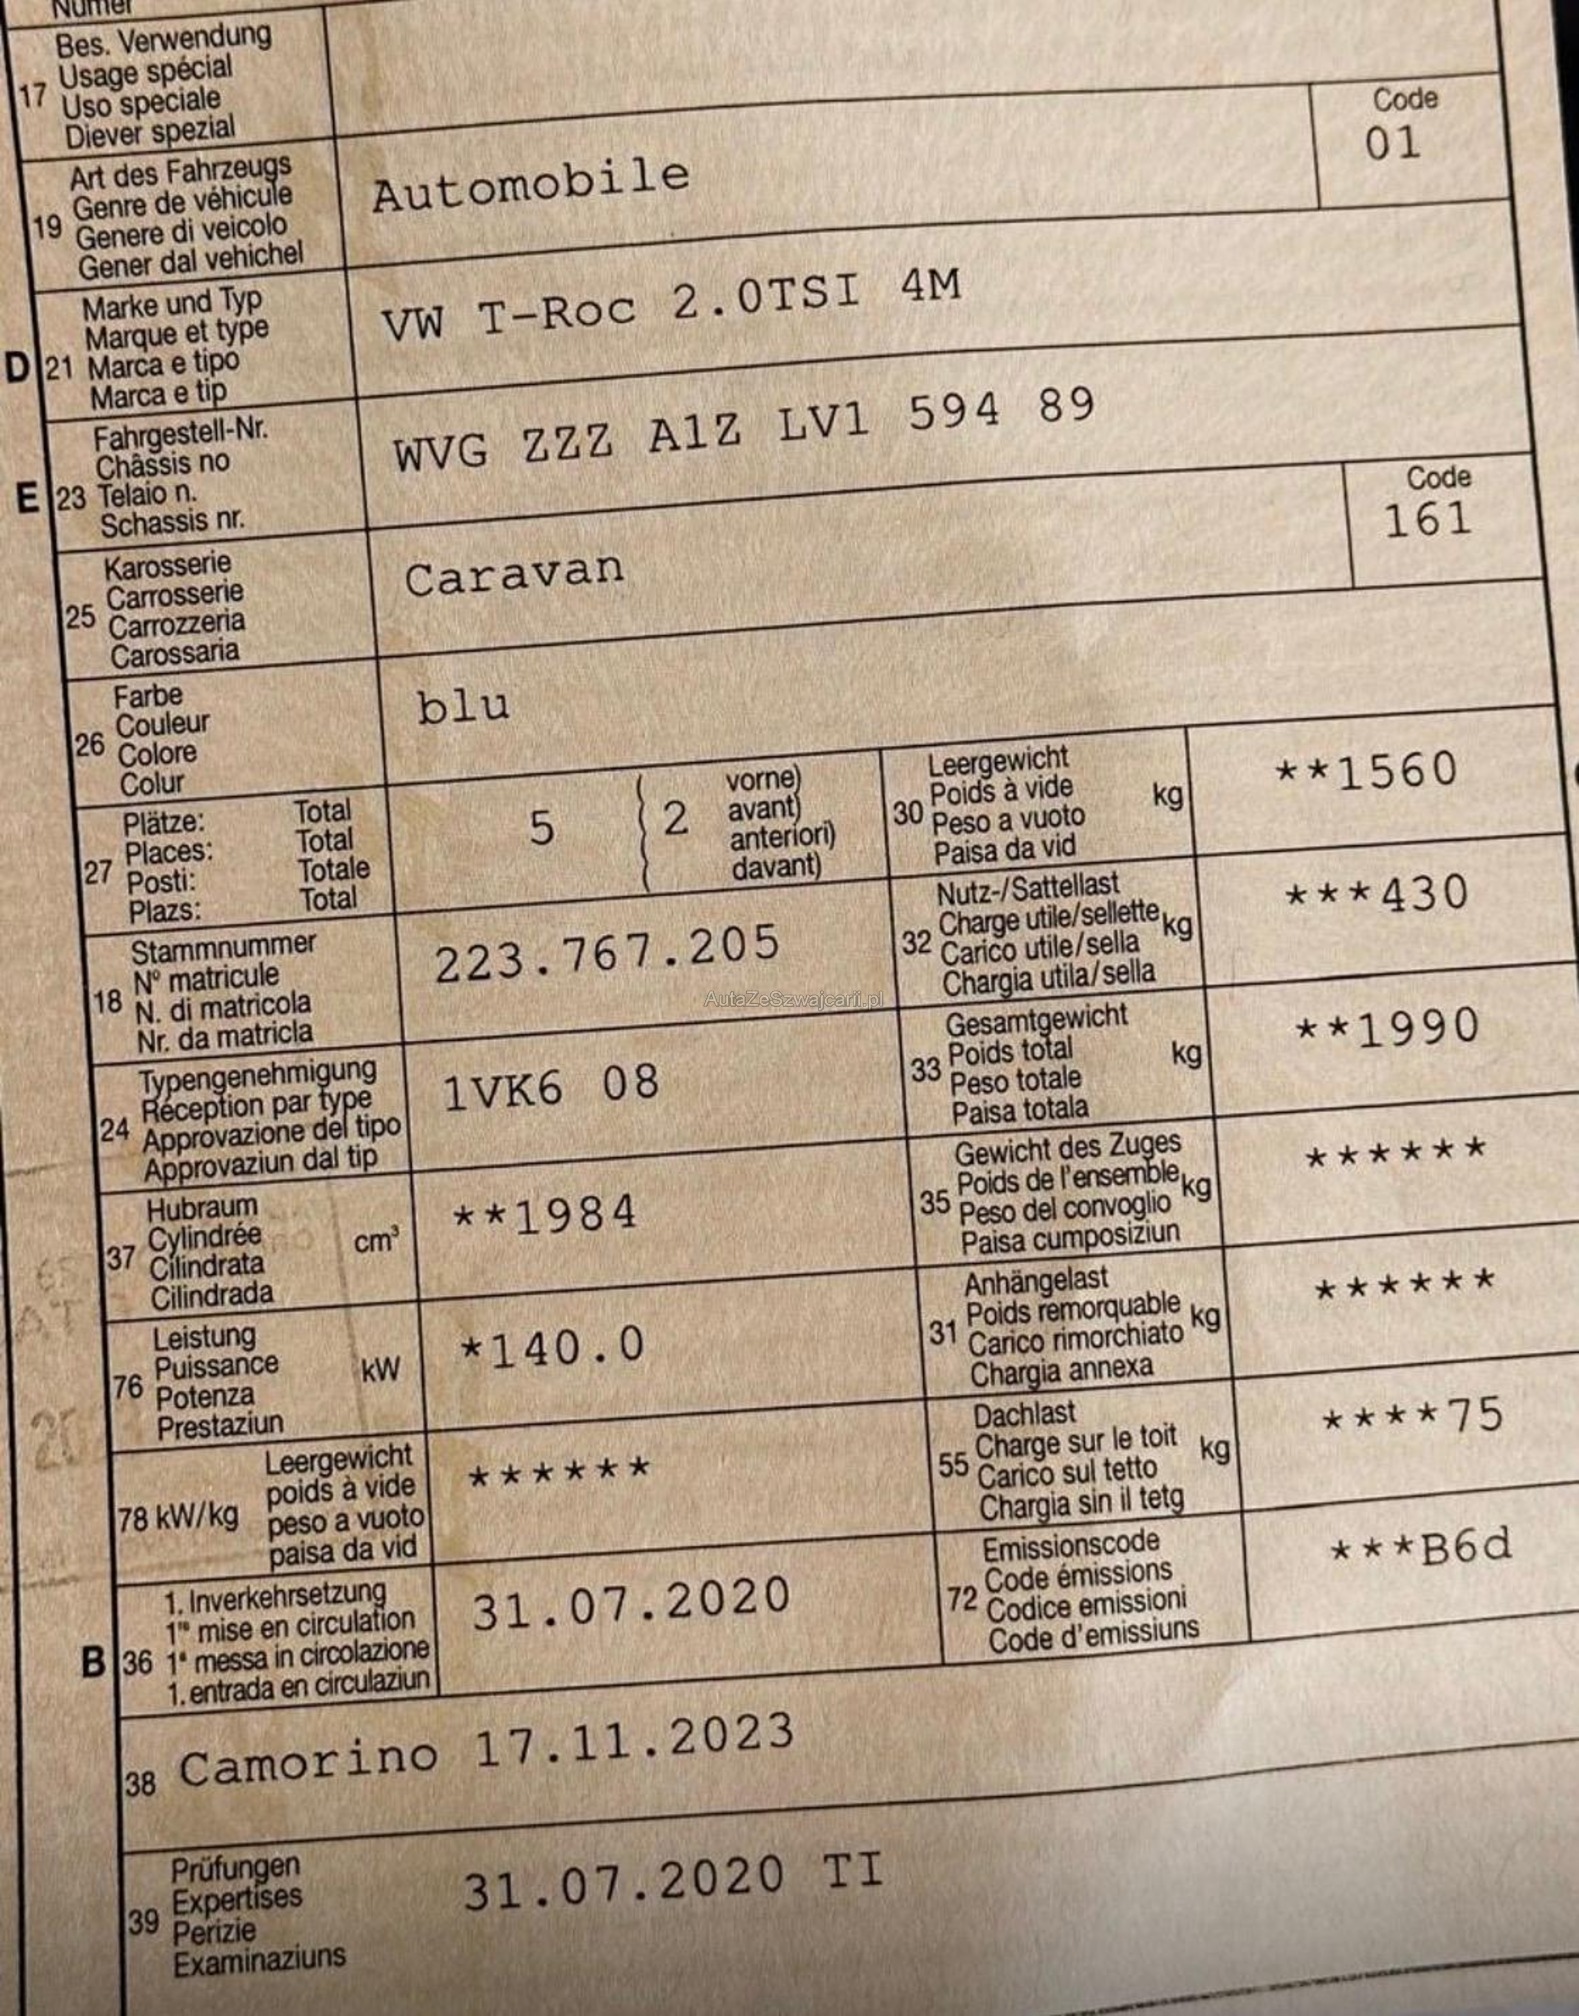 Numer
17 Bes. Verwendung
Usage spécial
Uso speciale
Diever spezial
19 Art des Fahrzeugs
Genre de véhicule
Genere di veicolo
Gener dal vehichel
Automobile
Code
01
D 21 Marke und Typ
Marque et type
Marca e tipo
Marca e tip
VW T-Roc 2.0TSI 4M
E 23 Fahrgestell-Nr.
Châssis no
Telaio n.
Schassis nr.
WVG ZZZ A1Z LV1 594 89
25 Karosserie
Carrosserie
Carrozzeria
Carossaria
Caravan
Code
161
26 Farbe
Couleur
Colore
Colur
blu
27 Plätze: Total
Places: Total
Posti: Totale
Plazs: Total
5 ( 2 vorne)
avant)
anteriori)
davant)
30 Leergewicht
Poids à vide
Peso a vuoto
Paisa da vid
kg
**1560
18 Stammnummer
N° matricule
N. di matricola
Nr. da matricla
223.767.205
32 Nutz-/Sattellast
Charge utile/sellette
Carico utile/sella
Chargia utila/sella
kg
***430
AutaZeSzwajcarii.pl
24 Typengenehmigung
Réception par type
Approvazione del tipo
Approvaziun dal tip
1VK6 08
33 Gesamtgewicht
Poids total
Peso totale
Paisa totala
kg
**1990
37 Hubraum
Cylindrée
Cilindrata
Cilindrada
cm³
**1984
35 Gewicht des Zuges
Poids de l'ensemble
Peso del convoglio
Paisa cumposiziun
kg
******
76 Leistung
Puissance
Potenza
Prestaziun
kW
*140.0
31 Anhängelast
Poids remorquable
Carico rimorchiato
Chargia annexa
kg
******
78 kW/kg Leergewicht
poids à vide
peso a vuoto
paisa da vid
******
55 Dachlast
Charge sur le toit
Carico sul tetto
Chargia sin il tetg
kg
****75
B 36 1. Inverkehrsetzung
1re mise en circulation
1a messa in circolazione
1. entrada en circulaziun
31.07.2020
72 Emissionscode
Code émissions
Codice emissioni
Code d'emissiuns
***B6d
38 Camorino 17.11.2023
39 Prüfungen
Expertises
Perizie
Examinaziuns
31.07.2020 TI